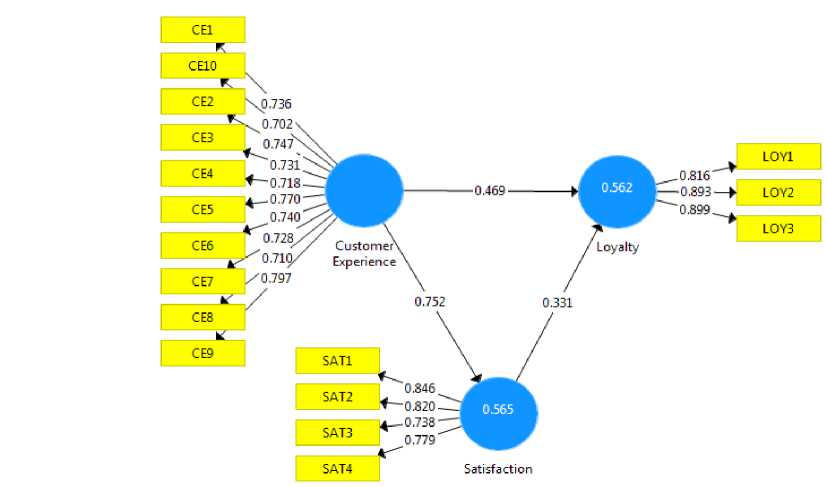 CE1
CE10
CE2
CE3
CE4
CE5
CE6
CE7
CE8
CE9
0.736
0.702
0.747
0.731
0.718
0.770
0.740
0.728
0.710
0.797
Customer
Experience
0.469
0.752
0.331
0.562
Loyalty
0.816
0.893
0.899
LOY1
LOY2
LOY3
SAT1
SAT2
SAT3
SAT4
0.846
0.820
0.738
0.779
0.565
Satisfaction